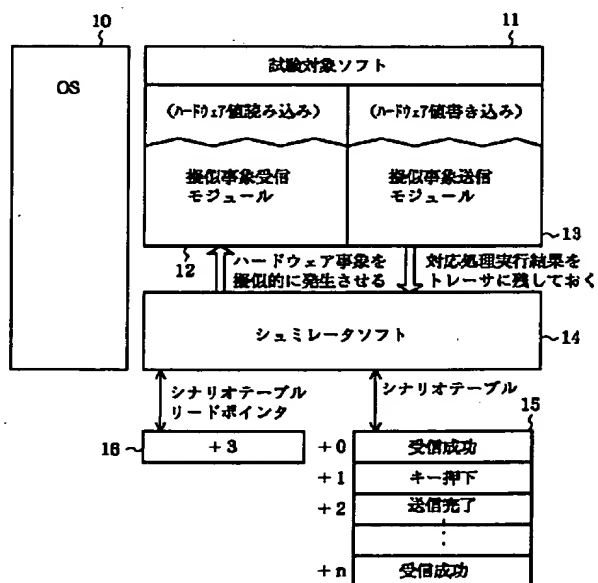 10
11
OS
試験対象ソフト
(ハードウェア値読み込み)
(ハードウェア値書き込み)
擬似事象受信
モジュール
擬似事象送信
モジュール
12
13
ハードウェア事象を
擬似的に発生させる
対応処理実行結果を
トレーサに残しておく
シュミレータソフト
14
シナリオテーブル
リードポインタ
シナリオテーブル
15
16
+3
+0
受信成功
+1
キー押下
+2
送信完了
+n
受信成功